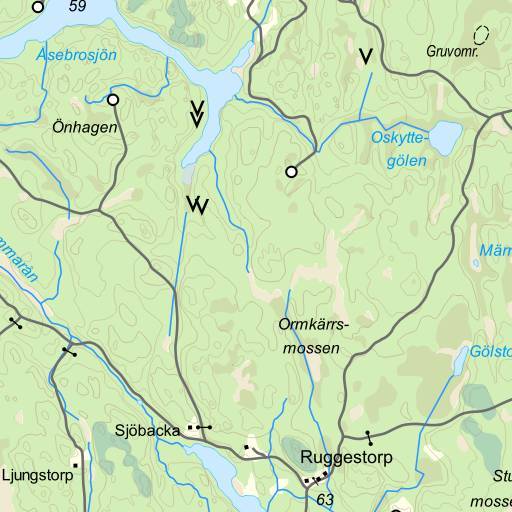 59
Åsebrosjön
Gruvomr.
Önhagen
Oskytte-
gölen
Ormkärrs-
mossen
Sjöbacka
Ruggestorp
Ljungstorp
63